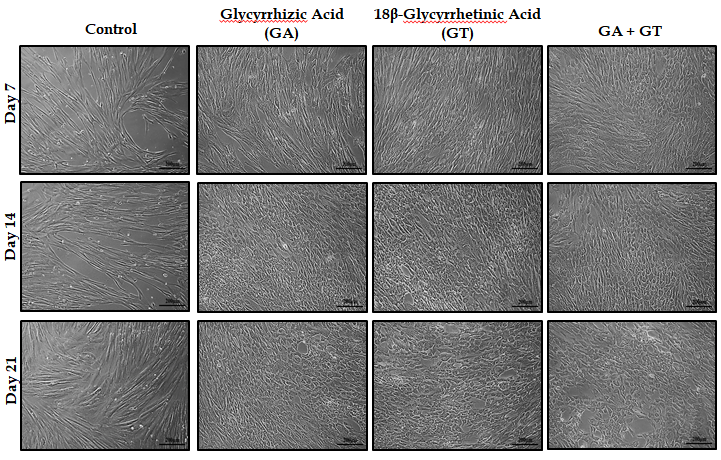 Control
Glycyrrhizic Acid
(GA)
18β-Glycyrrhetinic Acid
(GT)
GA + GT
Day 7
Day 14
Day 21